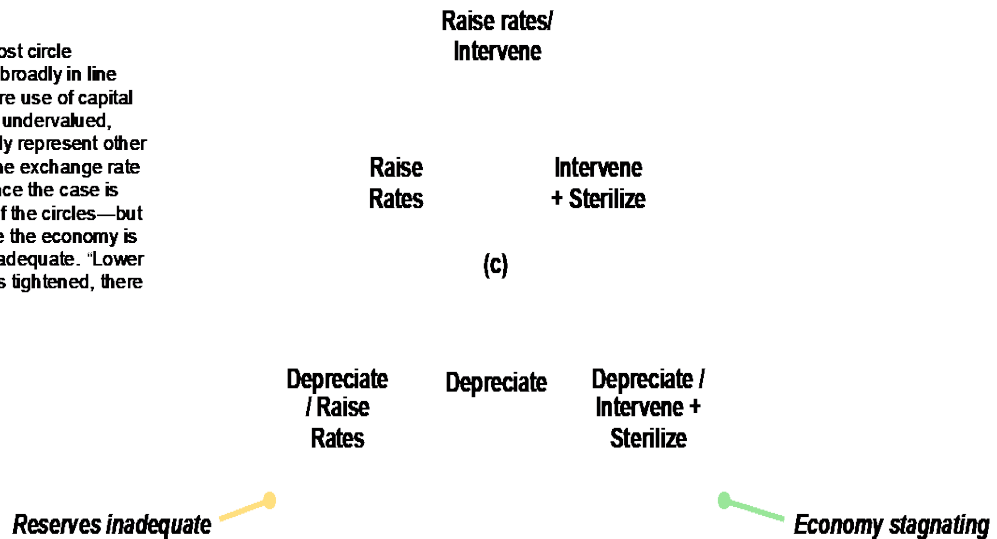 Raise rates/
Intervene
ost circle
broadly in line
re use of capital
undervalued,
ly represent other
he exchange rate
nce the case is
of the circles—but
e the economy is
adequate. "Lower
s tightened, there
Raise
Rates
Intervene
+ Sterilize
(c)
Depreciate
/ Raise
Rates
Depreciate
Depreciate /
Intervene +
Sterilize
Reserves inadequate
Economy stagnating